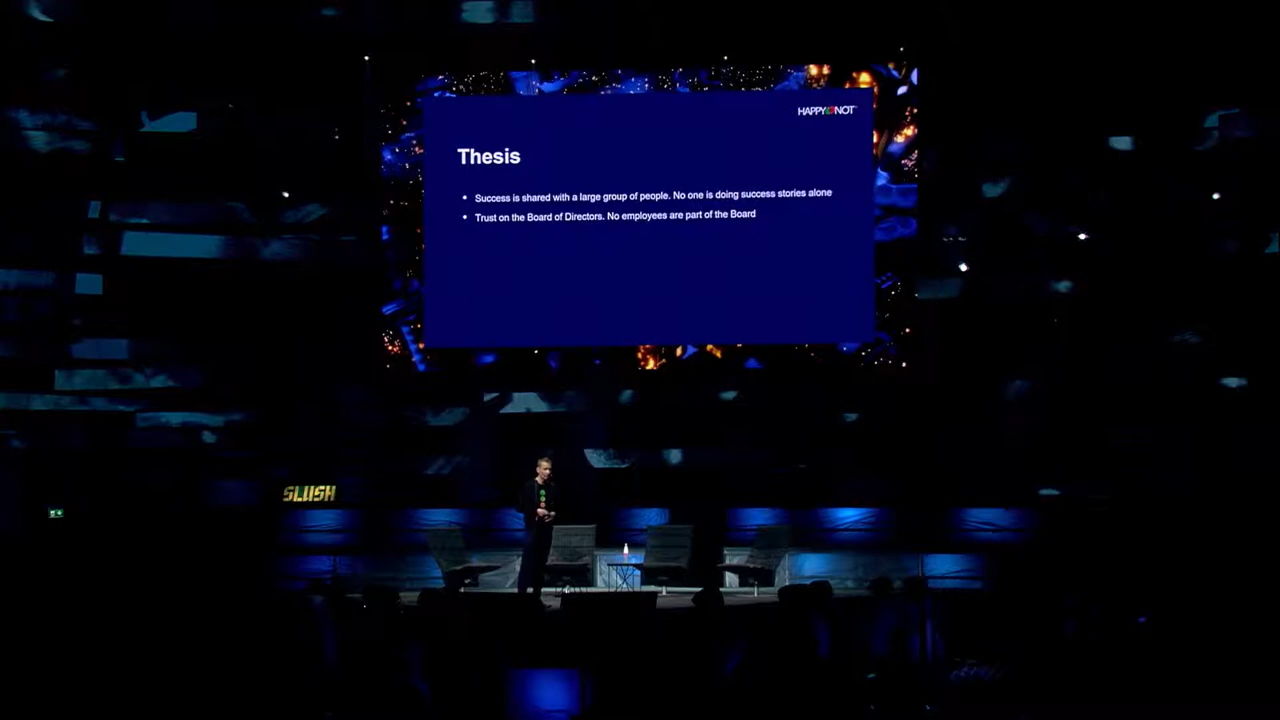 HAPPY NOT
Thesis
• Success is shared with a large group of people. No one is doing success stories alone
• Trust on the Board of Directors. No employees are part of the Board
SLUSH